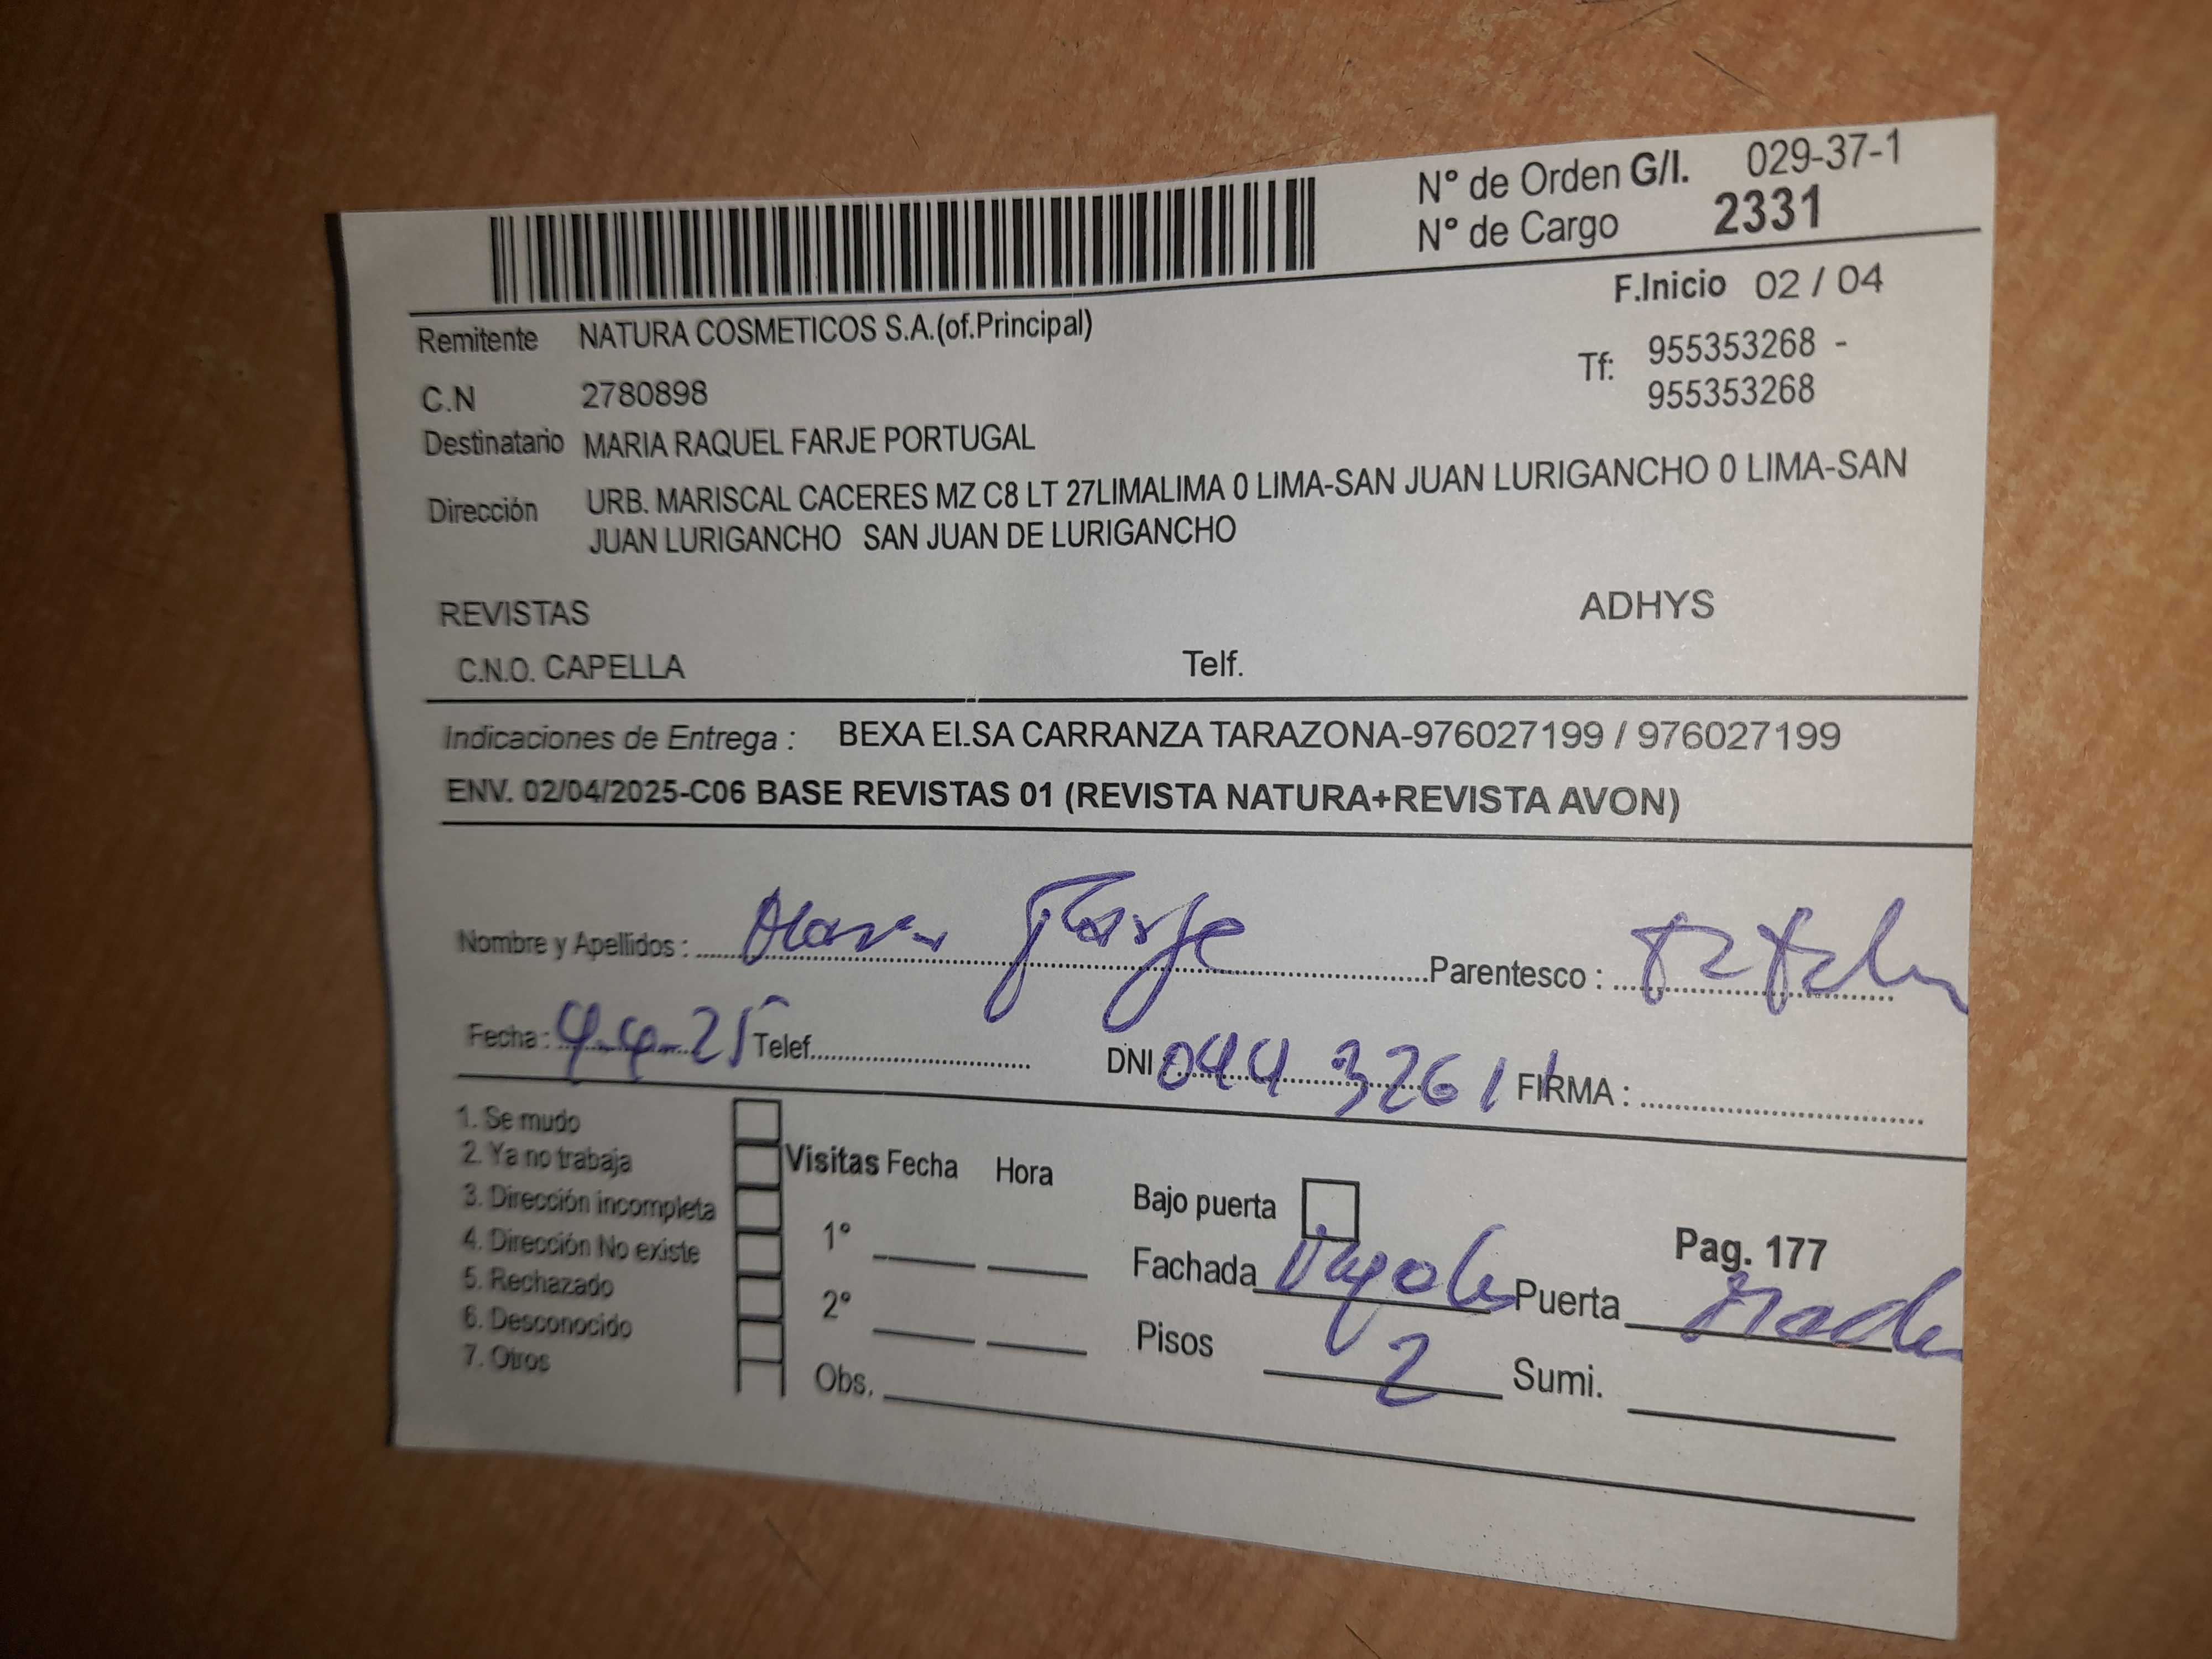 N° de Orden G/I. 029-37-1
N° de Cargo 2331
F.Inicio 02 / 04
Remitente NATURA COSMETICOS S.A.(of.Principal)
Tf: 955353268 -
955353268
C.N 2780898
Destinatario MARIA RAQUEL FARJE PORTUGAL
Dirección URB. MARISCAL CACERES MZ C8 LT 27LIMALIMA 0 LIMA-SAN JUAN LURIGANCHO 0 LIMA-SAN
JUAN LURIGANCHO SAN JUAN DE LURIGANCHO
REVISTAS ADHYS
C.N.O. CAPELLA Telf.
Indicaciones de Entrega : BEXA ELSA CARRANZA TARAZONA-976027199 / 976027199
ENV. 02/04/2025-C06 BASE REVISTAS 01 (REVISTA NATURA+REVISTA AVON)
Nombre y Apellidos : Farje Parentesco :
Fecha : 4-4-25 Telef. DNI 044 3261 FIRMA :
1. Se mudo
2. Ya no trabaja
3. Dirección incompleta
4. Dirección No existe
5. Rechazado
6. Desconocido
7. Otros
Visitas Fecha Hora
1°
2°
Obs.
Bajo puerta
Pag. 177
Fachada Puerta
Pisos 2 Sumi.